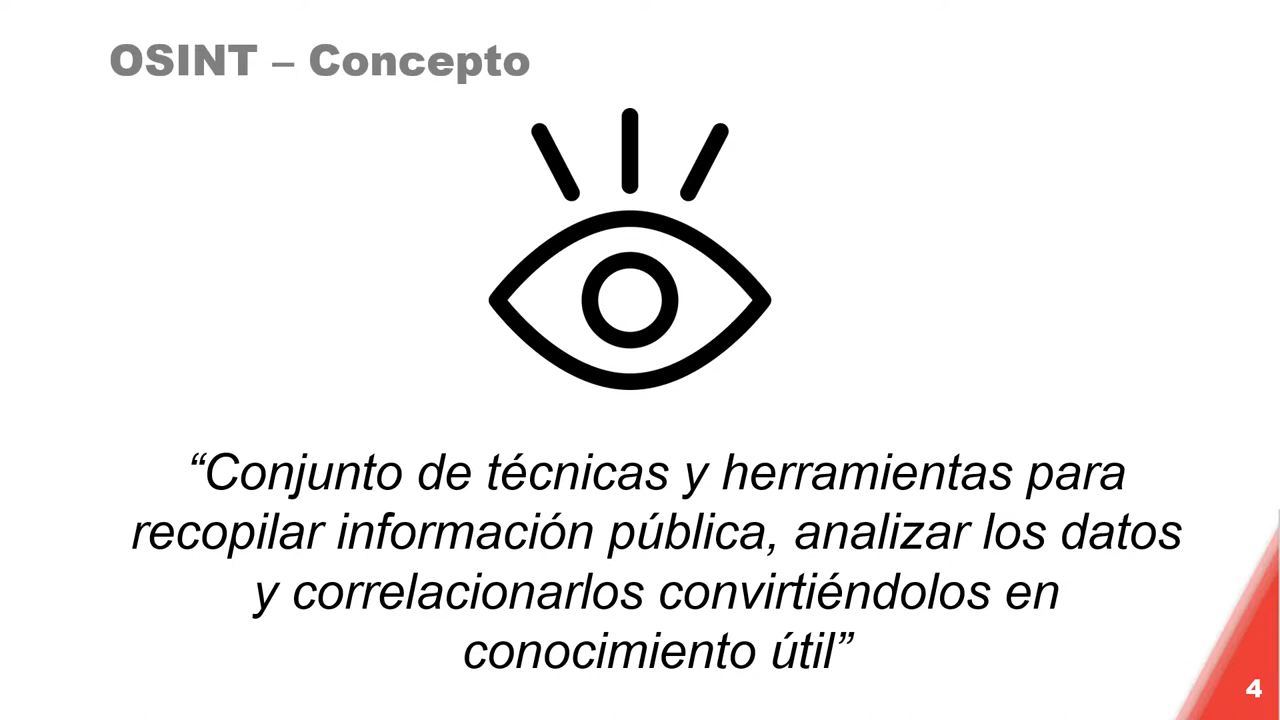 OSINT – Concepto
“Conjunto de técnicas y herramientas para
recopilar información pública, analizar los datos
y correlacionarlos convirtiéndolos en
conocimiento útil”
4